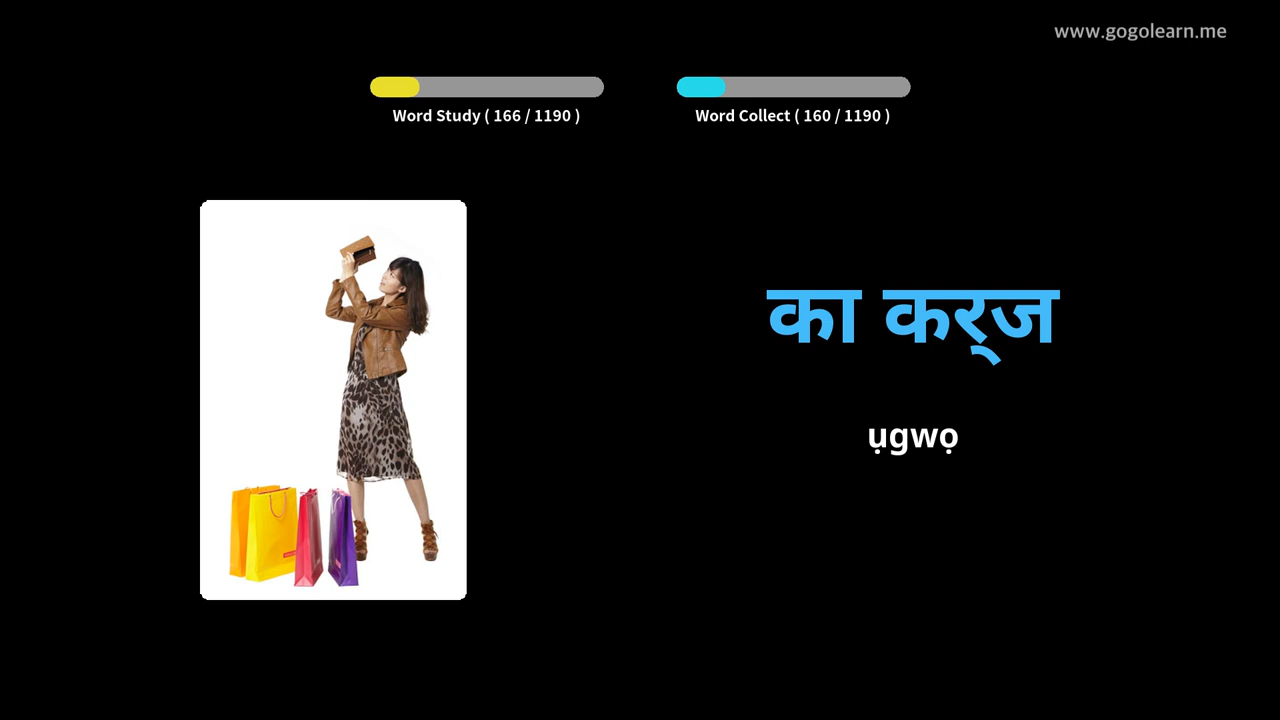 www.gogolearn.me
Word Study ( 166 / 1190 )
Word Collect ( 160 / 1190 )
का कर्‌ज
ụgwọ